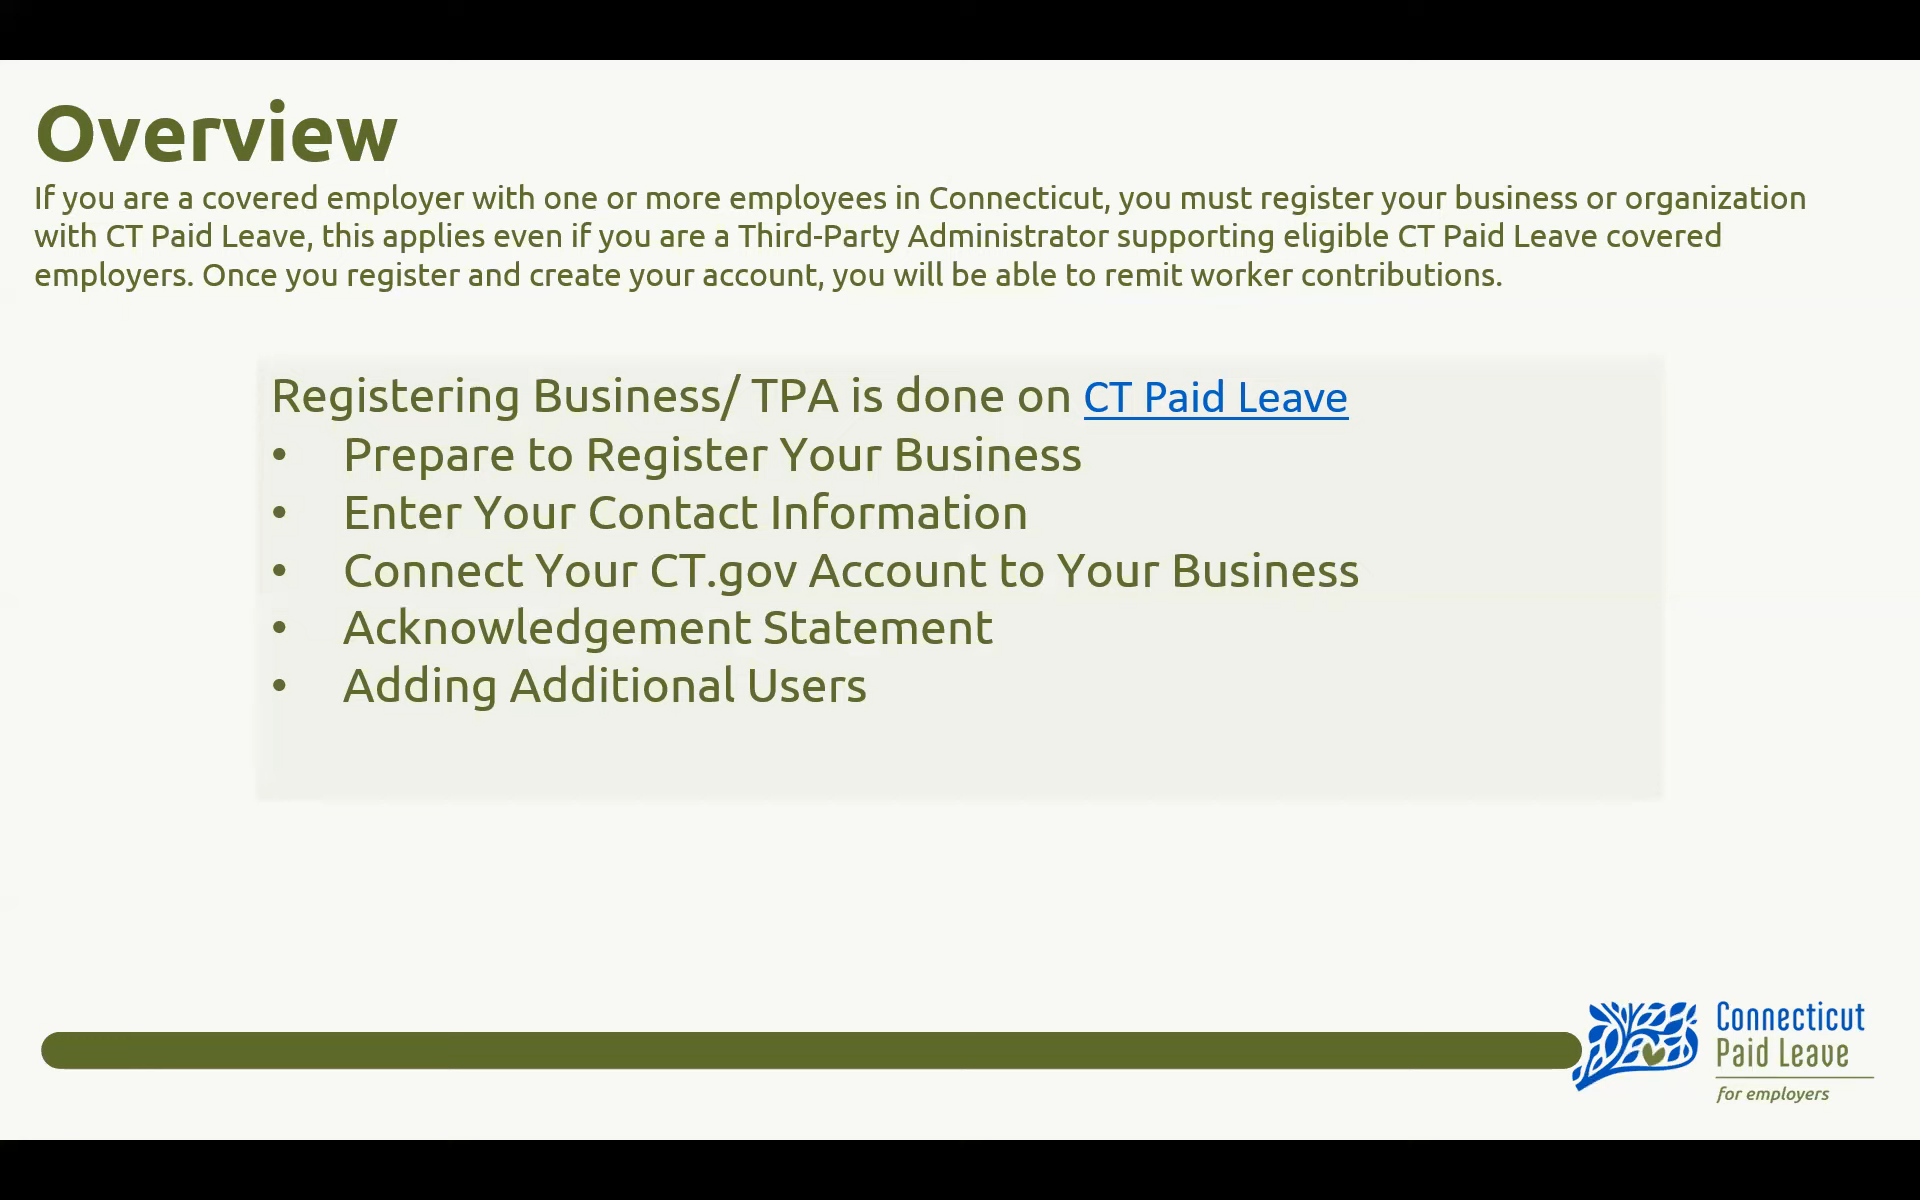 Overview
If you are a covered employer with one or more employees in Connecticut, you must register your business or organization
with CT Paid Leave, this applies even if you are a Third-Party Administrator supporting eligible CT Paid Leave covered
employers. Once you register and create your account, you will be able to remit worker contributions.
Registering Business/ TPA is done on CT Paid Leave
• Prepare to Register Your Business
• Enter Your Contact Information
• Connect Your CT.gov Account to Your Business
• Acknowledgement Statement
• Adding Additional Users
Connecticut
Paid Leave
for employers